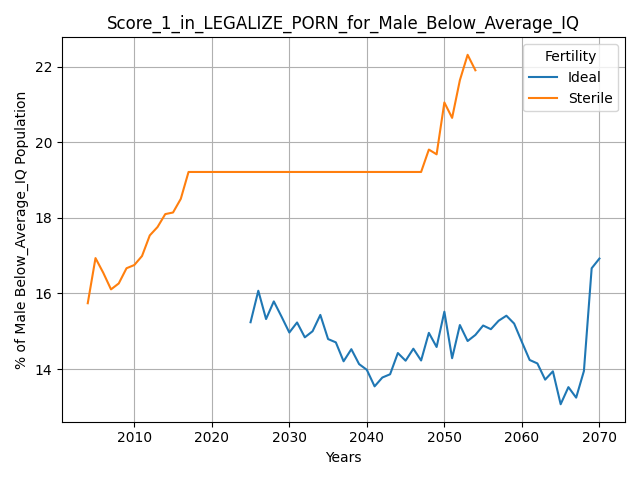 Score_1_in_LEGALIZE_PORN_for_Male_Below_Average_IQ
% of Male Below_Average_IQ Population
22
20
18
16
14
Fertility
Ideal
Sterile
2010 2020 2030 2040 2050 2060 2070
Years